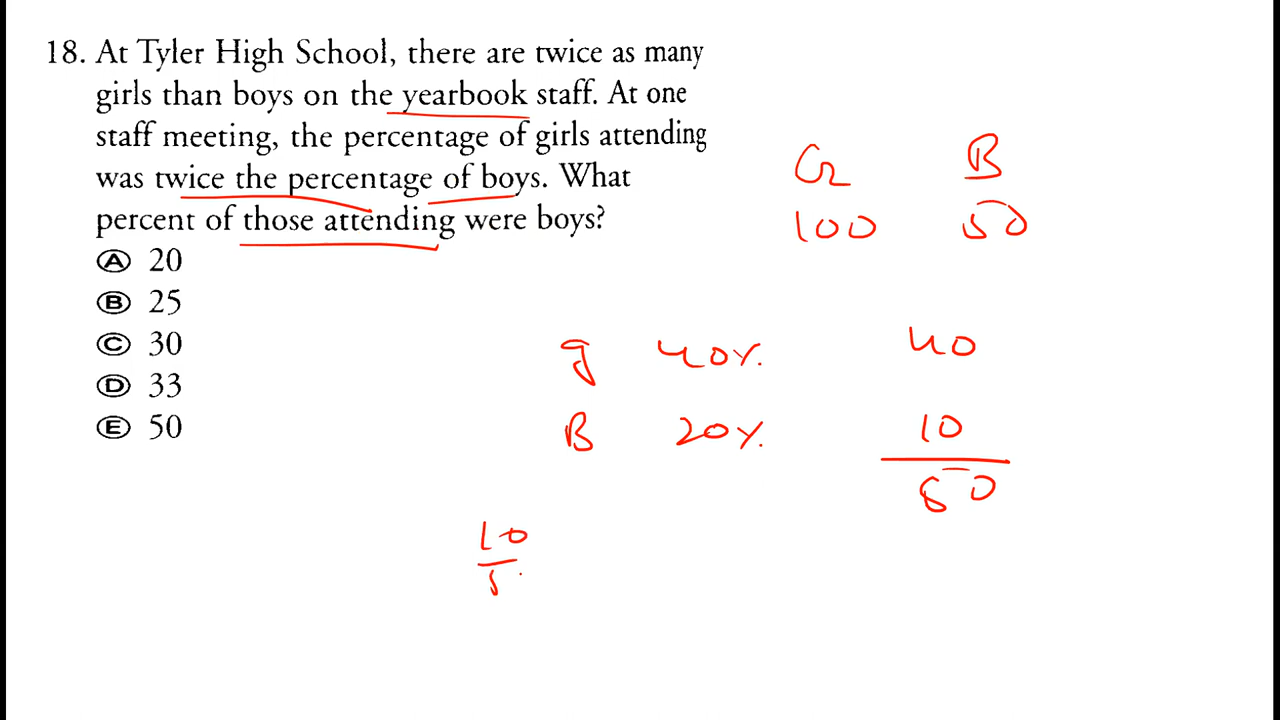 18. At Tyler High School, there are twice as many
girls than boys on the yearbook staff. At one
staff meeting, the percentage of girls attending
was twice the percentage of boys. What
percent of those attending were boys?
Ⓐ 20
Ⓑ 25
Ⓒ 30
Ⓓ 33
Ⓔ 50
G B
100 50
g 40%. 40
B 20%. 10
50
10
5